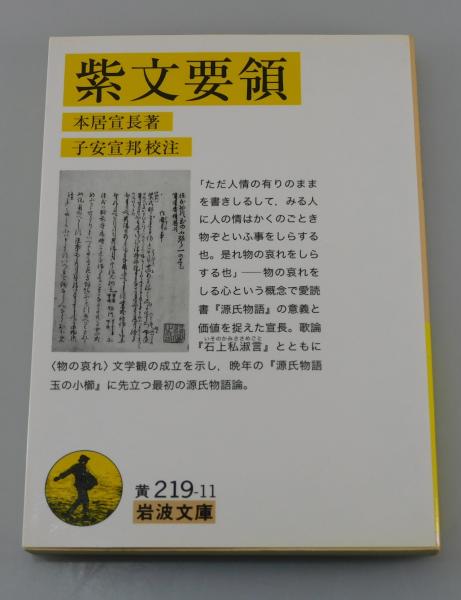 紫文要領
本居宣長著
子安宣邦校注
「ただ人情の有りのまま
を書きしるして,みる人
に人の情はかくのごとき
物ぞといふ事をしらする
也。是れ物の哀れをしら
する也」──物の哀れを
しる心という概念で愛読
書『源氏物語』の意義と
価値を捉えた宣長。歌論
いそのかみささめごと
『石上私淑言』とともに
〈物の哀れ〉文学観の成立を示し,晩年の『源氏物語
玉の小櫛』に先立つ最初の源氏物語論。
黄 219-11
岩波文庫